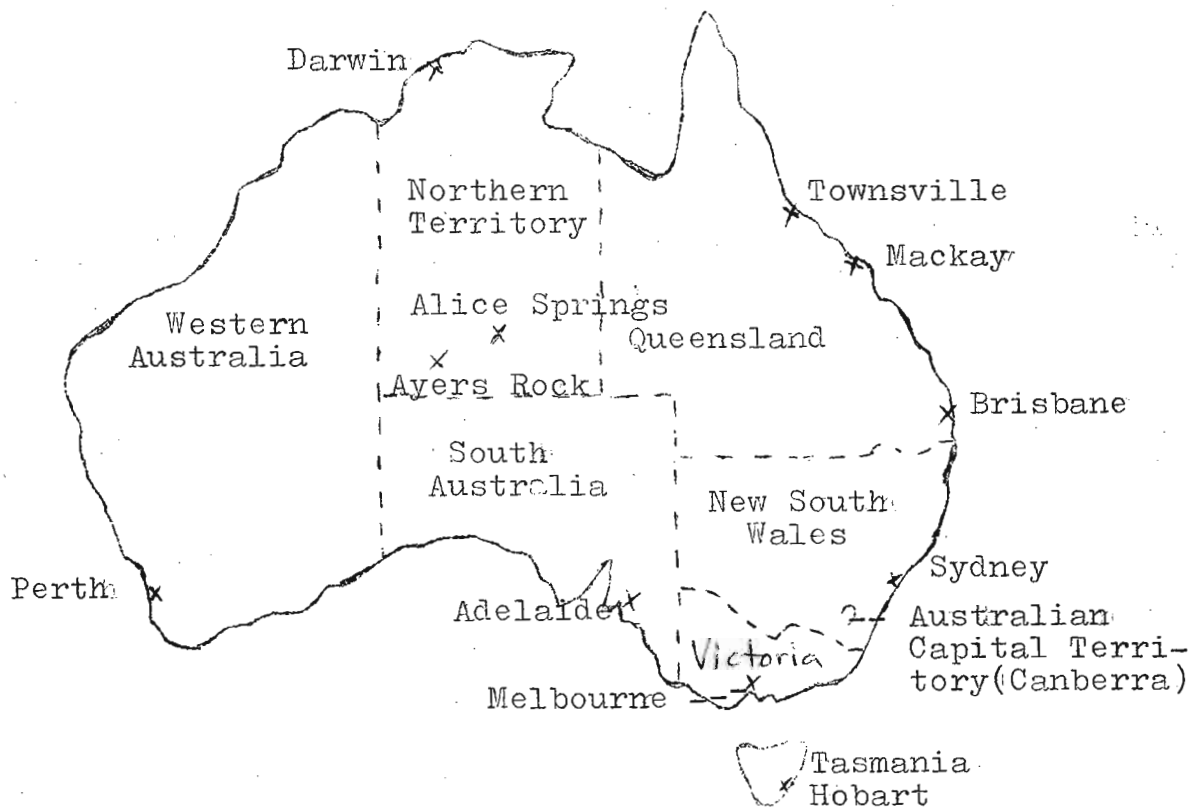 Darwin
Northern
Territory
Townsville
Mackay
Alice Springs
Western
Australia
Queensland
Ayers Rock
Brisbane
South
Australia
New South
Wales
Perth
Sydney
Adelaide
Australian
Capital Terri-
tory(Canberra)
Victoria
Melbourne
Tasmania
Hobart